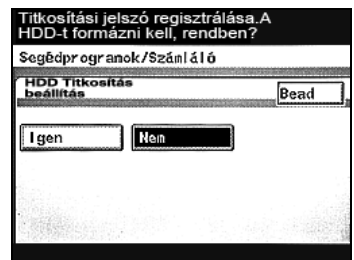 Titkosítási jelszó regisztrálása.A
HDD-t formázni kell, rendben?
Segédprogramok/Számláló
HDD Titkosítás
beállítás
Bead
Igen
Nem